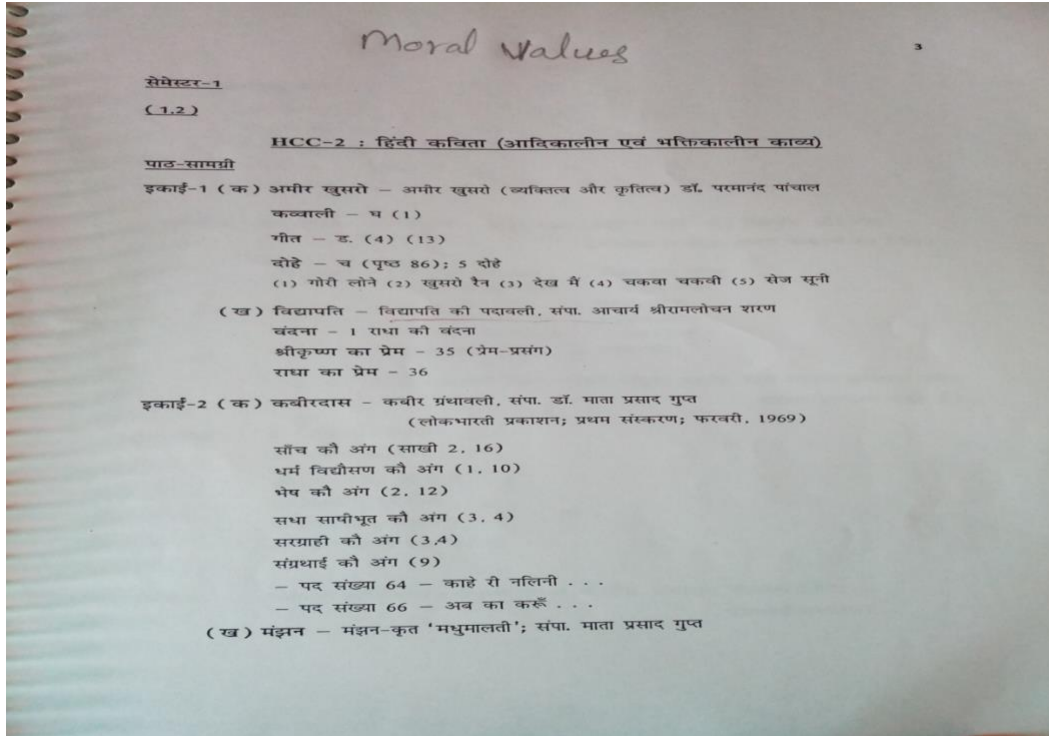 Moral Values
3
सेमेस्टर-1
(1.2)
HCC-2 : हिंदी कविता (आदिकालीन एवं भक्तिकालीन काव्य)
पाठ-सामग्री
इकाई-1 (क) अमीर खुसरो – अमीर खुसरो (व्यक्तित्व और कृतित्व) डॉ. परमानंद पांचाल
कव्वाली – घ (1)
गीत – ड. (4) (13)
दोहे – च (पृष्ठ 86); 5 दोहे
(1) गोरी सोवे (2) खुसरो रैन (3) देख मैं (4) चकवा चकवी (5) सेज सूनी
(ख) विद्यापति – विद्यापति की पदावली, संपा. आचार्य श्रीरामलोचन शरण
वंदना – 1 राधा की वंदना
श्रीकृष्ण का प्रेम – 35 (प्रेम-प्रसंग)
राधा का प्रेम – 36
इकाई-2 (क) कबीरदास – कबीर ग्रंथावली, संपा. डॉ. माता प्रसाद गुप्त
(लोकभारती प्रकाशन; प्रथम संस्करण; फरवरी, 1969)
साँच कौ अंग (साखी 2, 16)
धर्म विद्यौसण कौ अंग (1, 10)
भेष कौ अंग (2, 12)
सधा साषीभूत कौ अंग (3, 4)
सरग्राही कौ अंग (3,4)
संग्रथाई कौ अंग (9)
– पद संख्या 64 – काहे री नलिनी . . .
– पद संख्या 66 – अब का करूँ . . .
(ख) मंझन – मंझन-कृत 'मधुमालती'; संपा. माता प्रसाद गुप्त